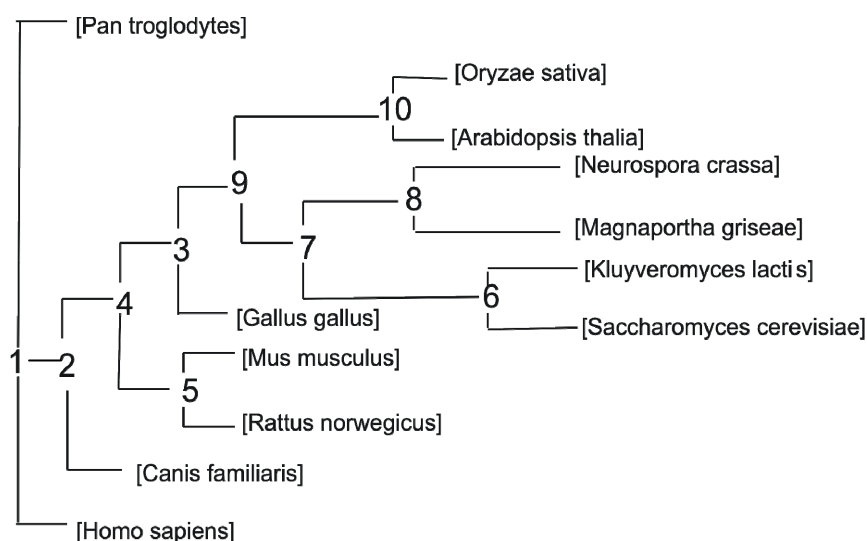 [Pan troglodytes]
[Oryzae sativa]
10
[Arabidopsis thalia]
[Neurospora crassa]
9
8
[Magnaportha griseae]
3
7
[Kluyveromyces lactis]
4
6
[Gallus gallus]
[Saccharomyces cerevisiae]
1
2
[Mus musculus]
5
[Rattus norwegicus]
[Canis familiaris]
[Homo sapiens]